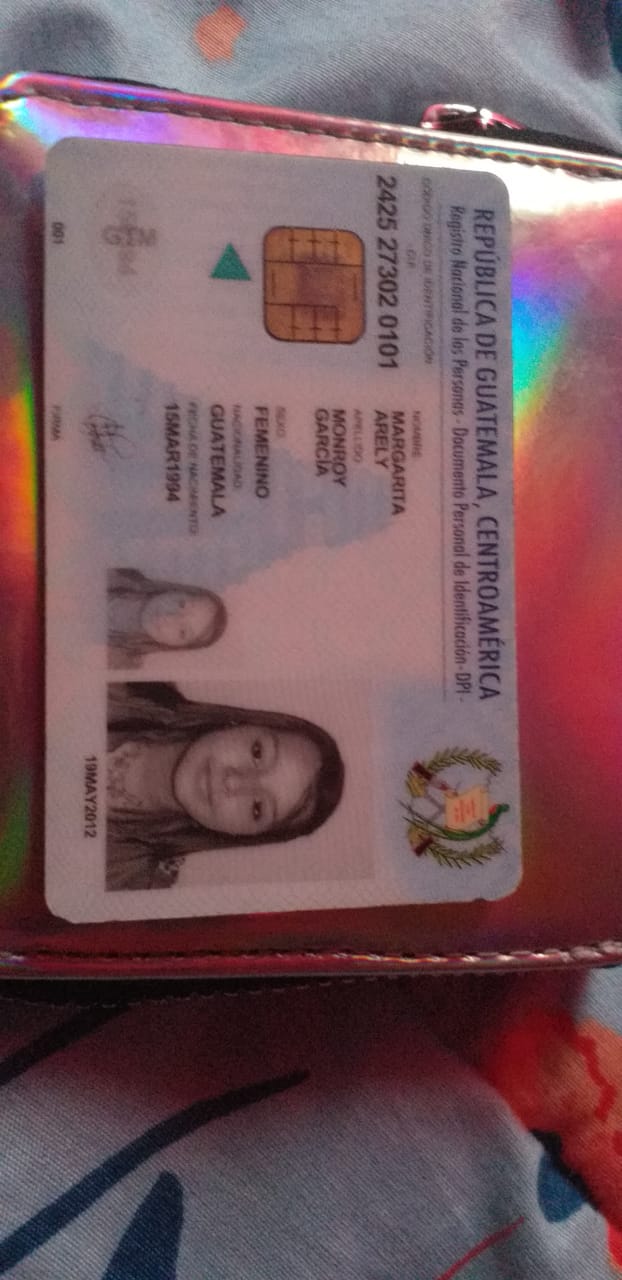 REPÚBLICA DE GUATEMALA, CENTROAMÉRICA
Registro Nacional de las Personas - Documento Personal de Identificación - DPI -
CÓDIGO ÚNICO DE IDENTIFICACIÓN
- CUI -
2425 27302 0101
NOMBRE
MARGARITA
ARELY
APELLIDO
MONROY
GARCÍA
SEXO
FEMENINO
NACIONALIDAD
GUATEMALA
FECHA DE NACIMIENTO
15MAR1994
GTM
FIRMA
001
19MAY2012